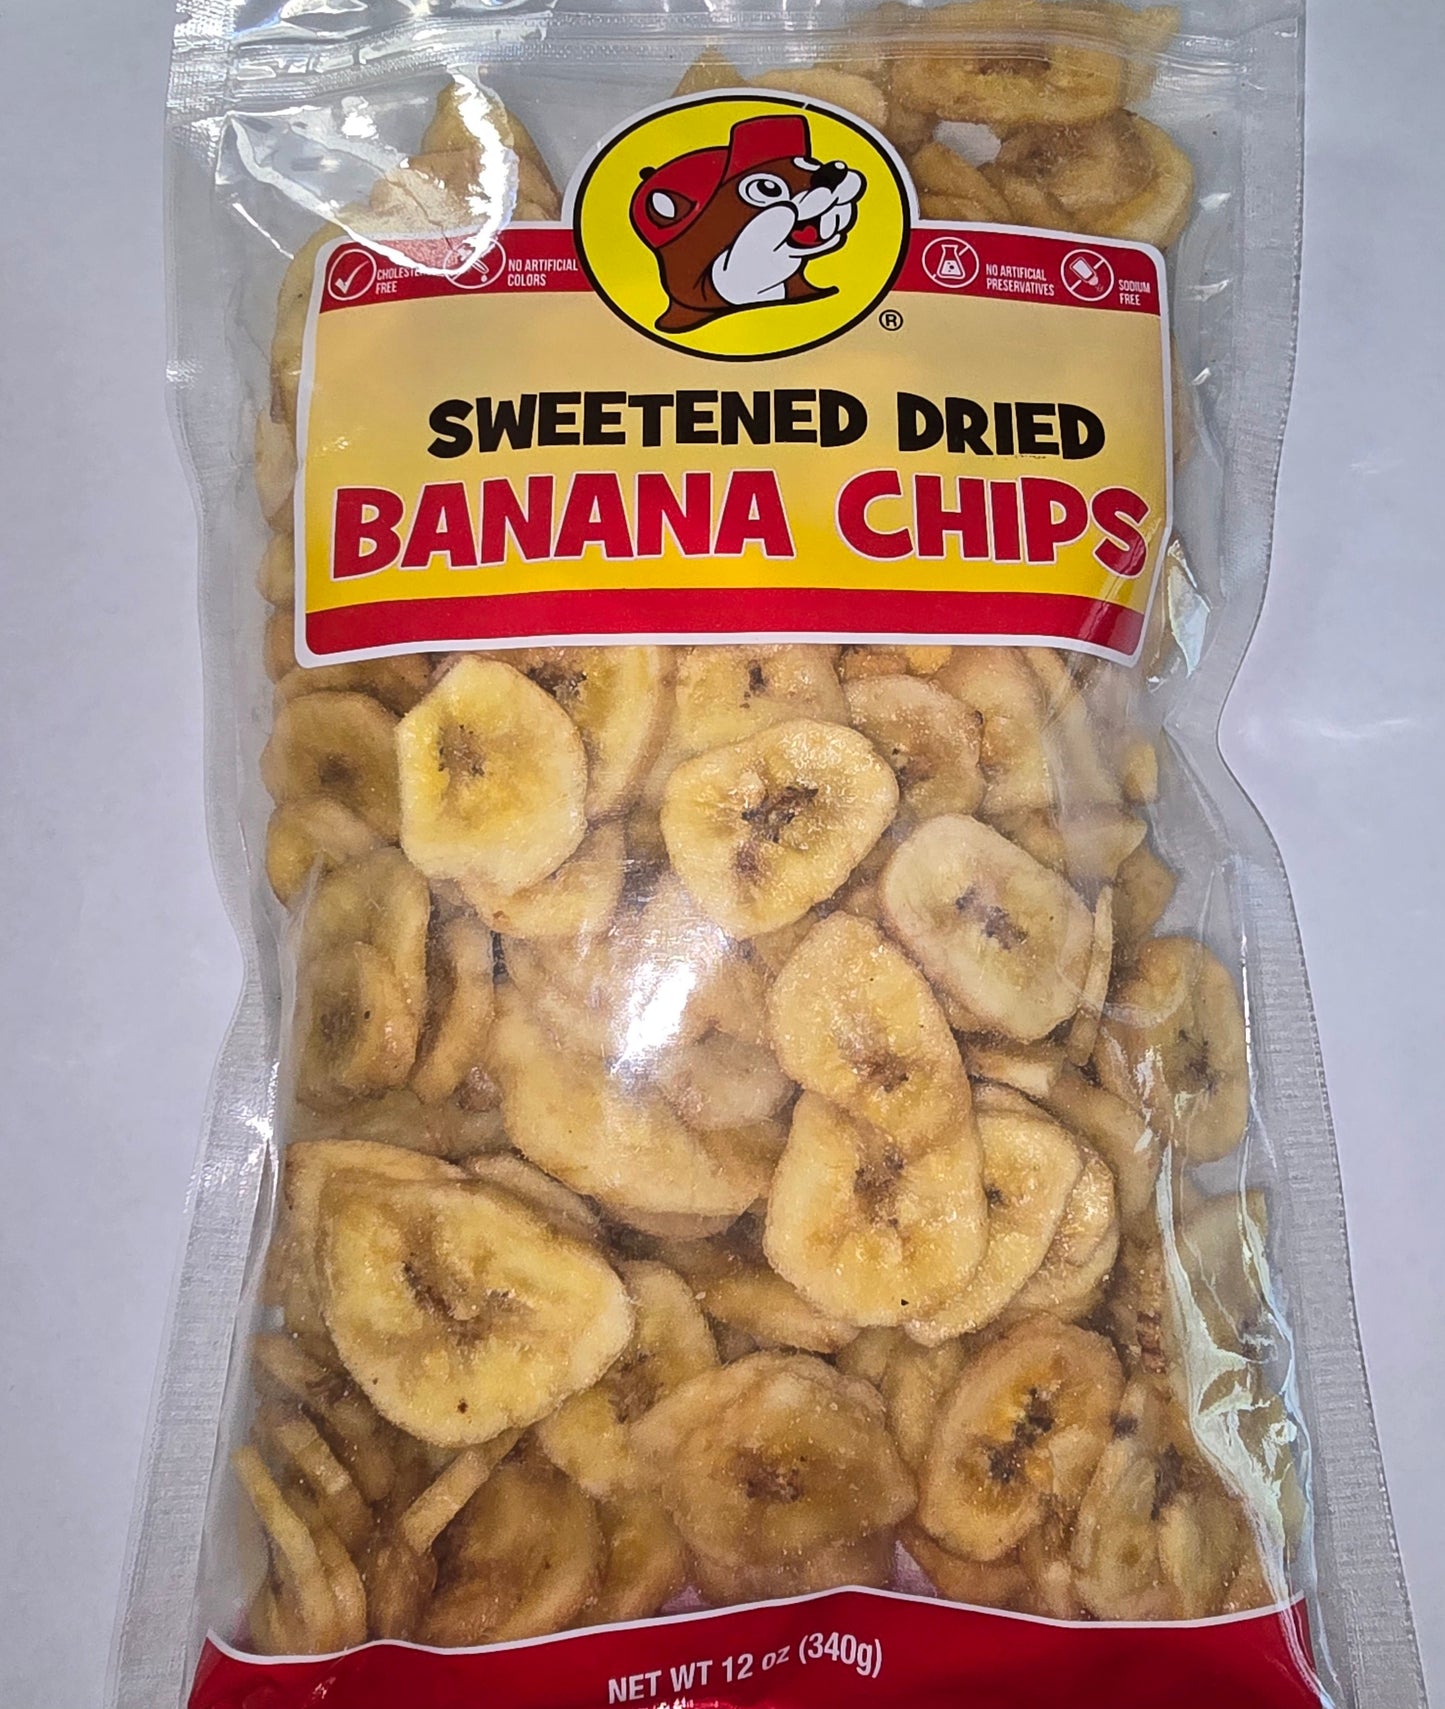 CHOLESTEROL
FREE
NO ARTIFICIAL
COLORS
NO ARTIFICIAL
PRESERVATIVES
SODIUM
FREE
®
SWEETENED DRIED
BANANA CHIPS
NET WT 12 oz (340g)